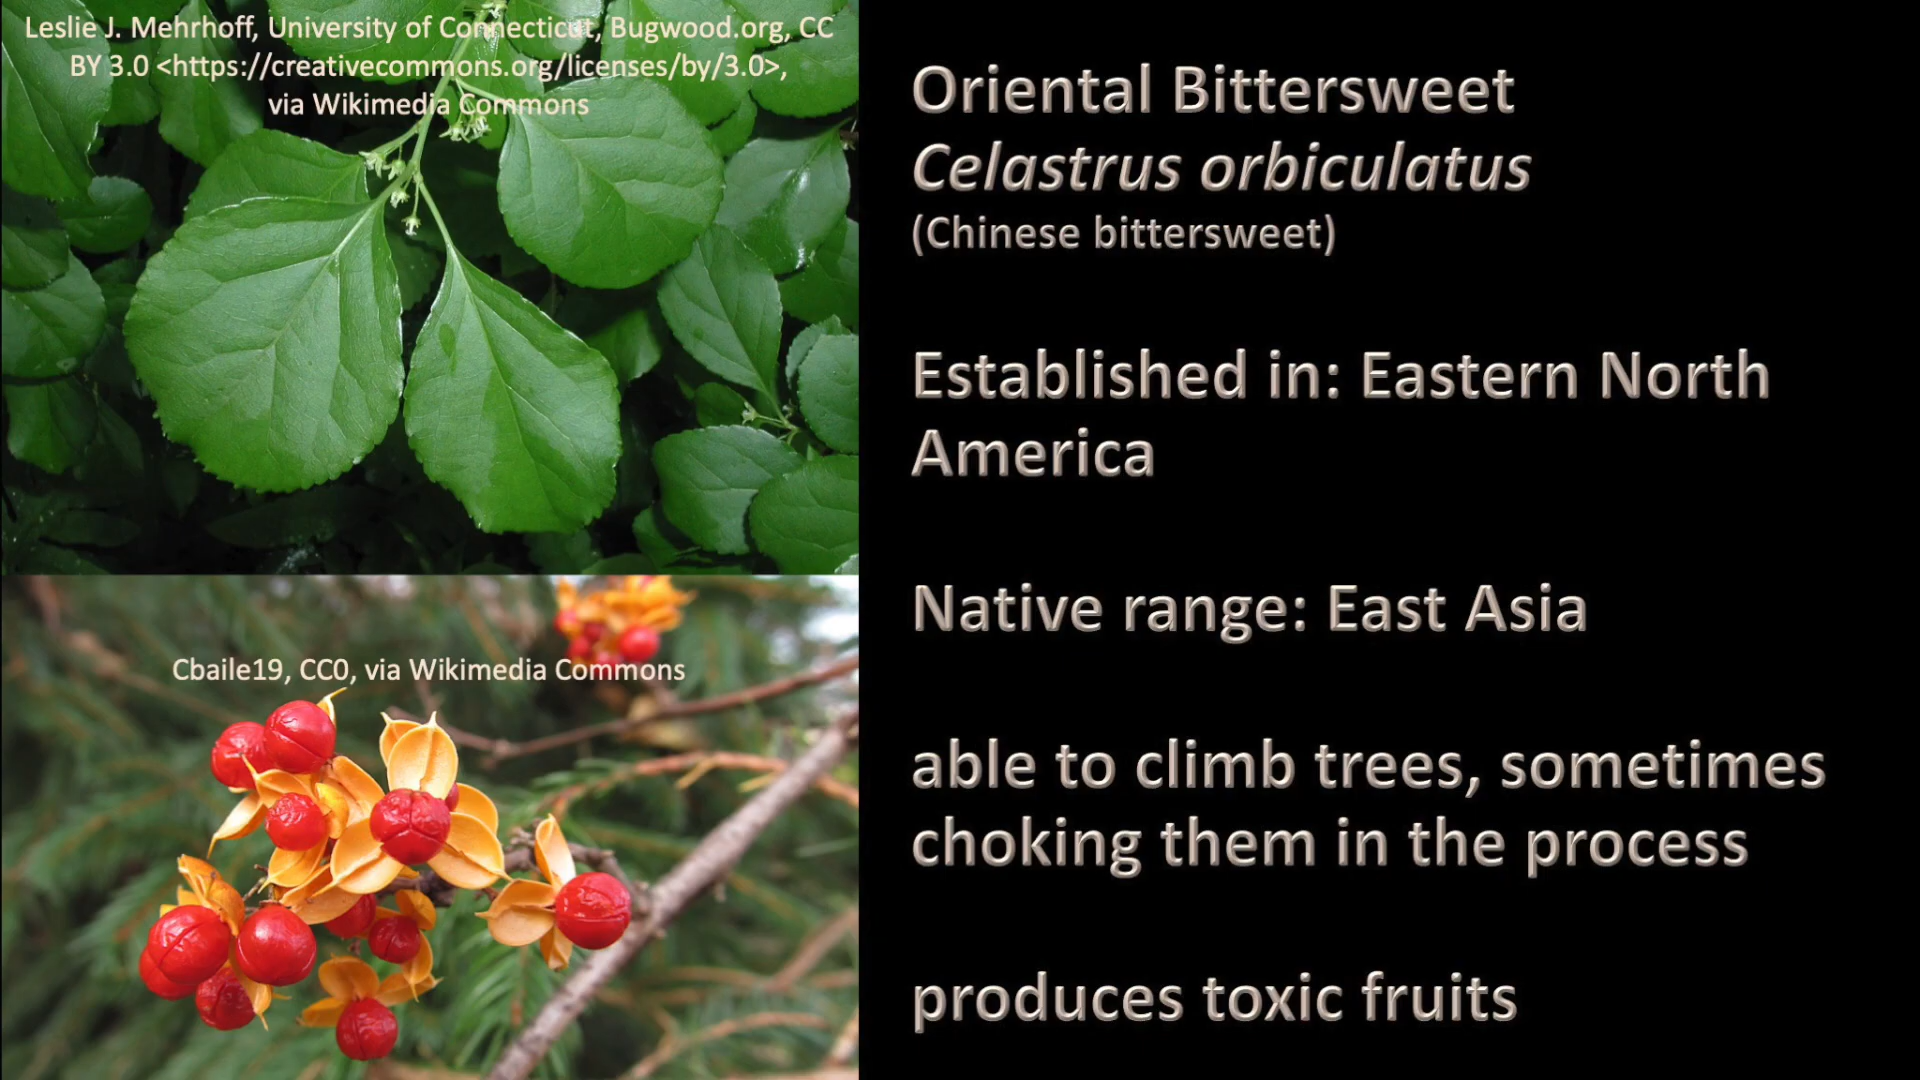 Leslie J. Mehrhoff, University of Connecticut, Bugwood.org, CC
BY 3.0 <https://creativecommons.org/licenses/by/3.0>,
via Wikimedia Commons
Cbaile19, CC0, via Wikimedia Commons
Oriental Bittersweet
Celastrus orbiculatus
(Chinese bittersweet)
Established in: Eastern North
America
Native range: East Asia
able to climb trees, sometimes
choking them in the process
produces toxic fruits